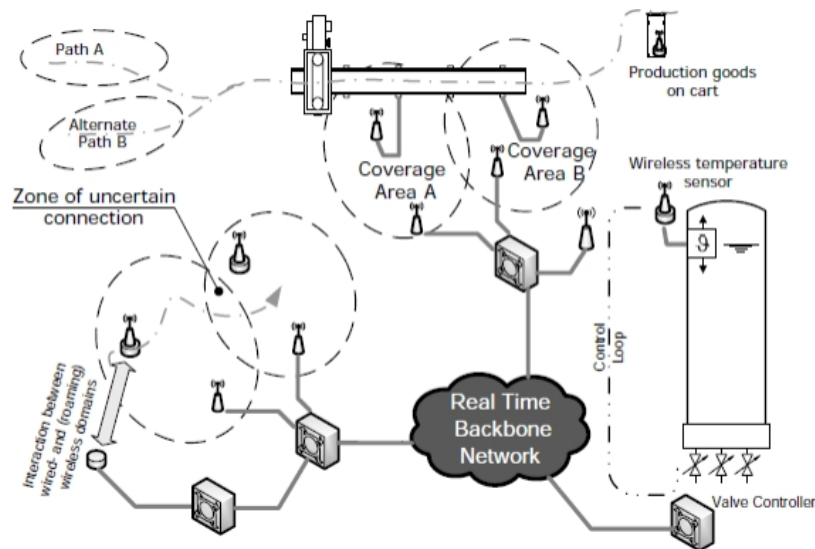 Path A
Alternate
Path B
Production goods
on cart
Coverage
Area A
Coverage
Area B
Wireless temperature
sensor
Zone of uncertain
connection
ϑ
Control
Loop
Interaction between
wired- and (roaming)
wireless domains
Real Time
Backbone
Network
Valve Controller